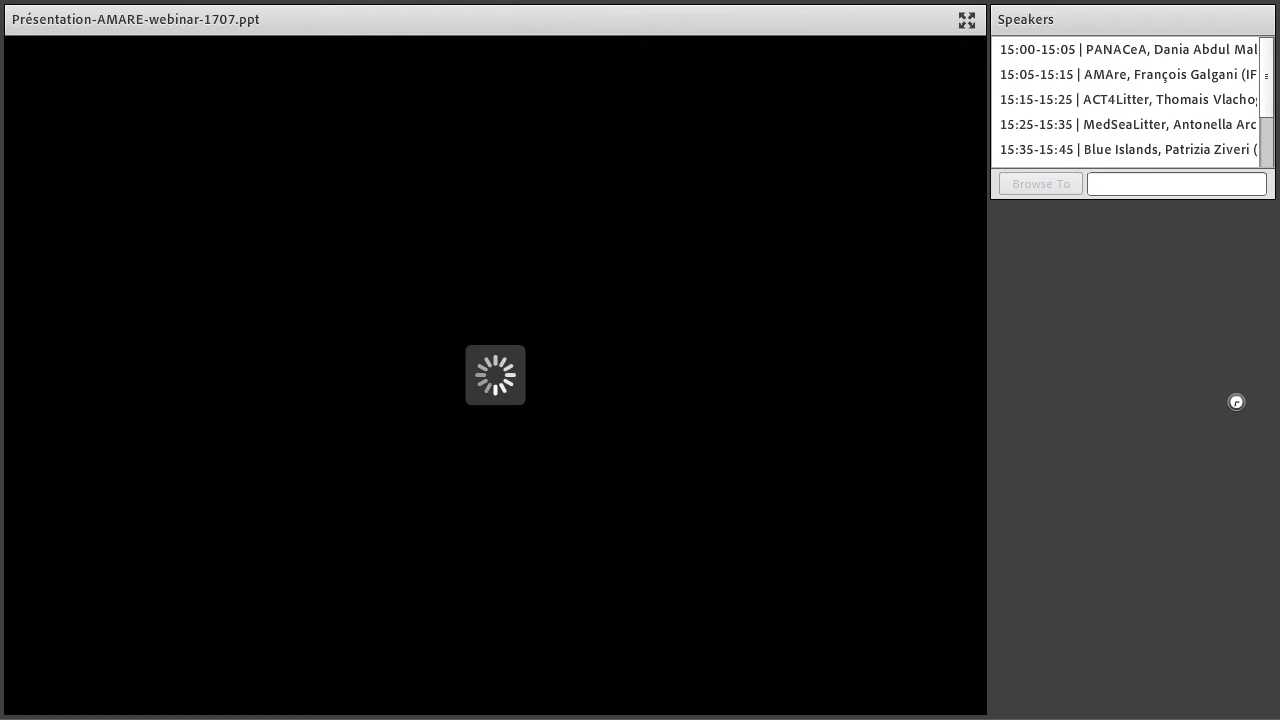 Présentation-AMARE-webinar-1707.ppt
Speakers
15:00-15:05 | PANACeA, Dania Abdul Mal
15:05-15:15 | AMAre, François Galgani (IF
15:15-15:25 | ACT4Litter, Thomais Vlacho
15:25-15:35 | MedSeaLitter, Antonella Arc
15:35-15:45 | Blue Islands, Patrizia Ziveri (
Browse To